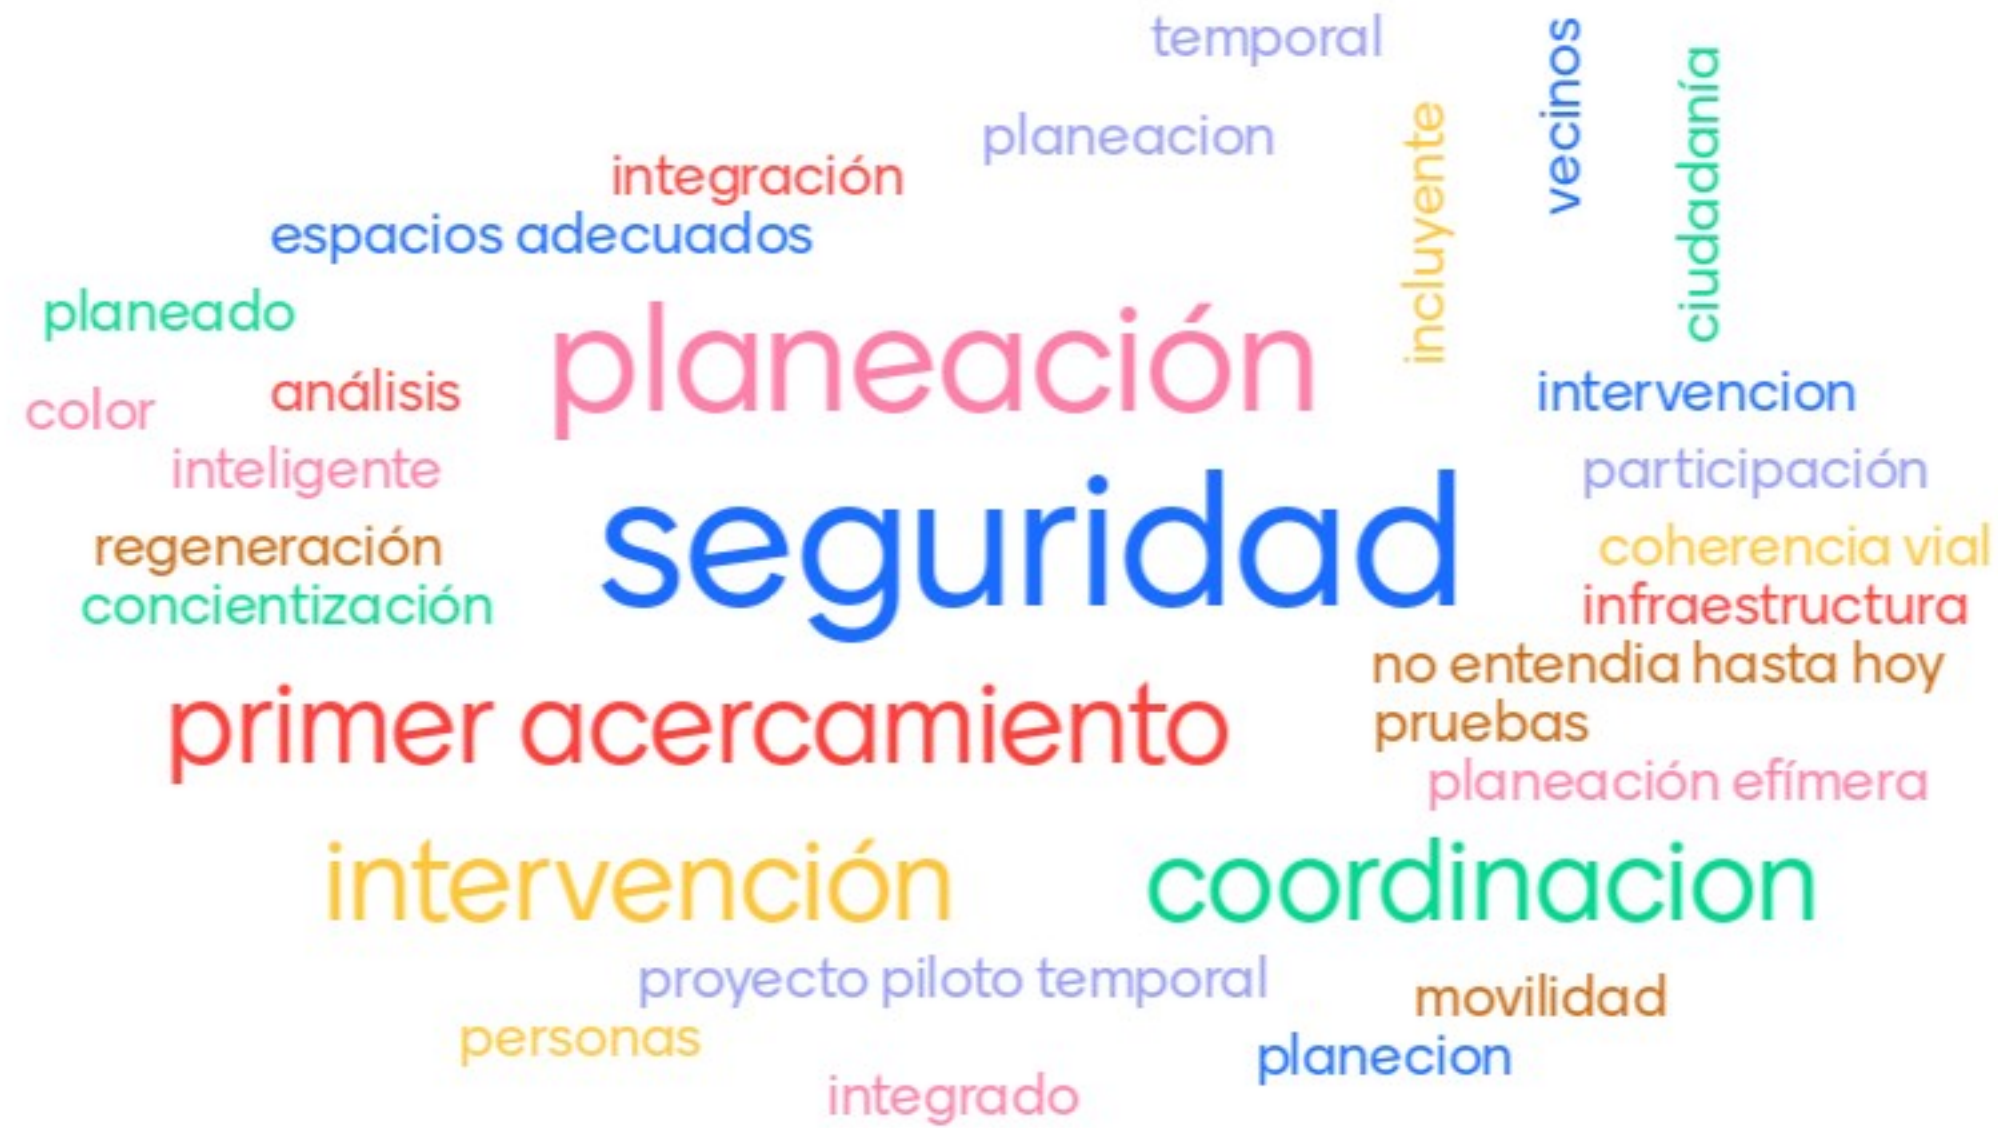 temporal
vecinos
ciudadanía
planeacion
incluyente
integración
espacios adecuados
planeado
planeación
análisis
intervencion
color
inteligente
participación
seguridad
regeneración
coherencia vial
concientización
infraestructura
no entendia hasta hoy
primer acercamiento
pruebas
planeación efímera
intervención
coordinacion
proyecto piloto temporal
movilidad
personas
planecion
integrado